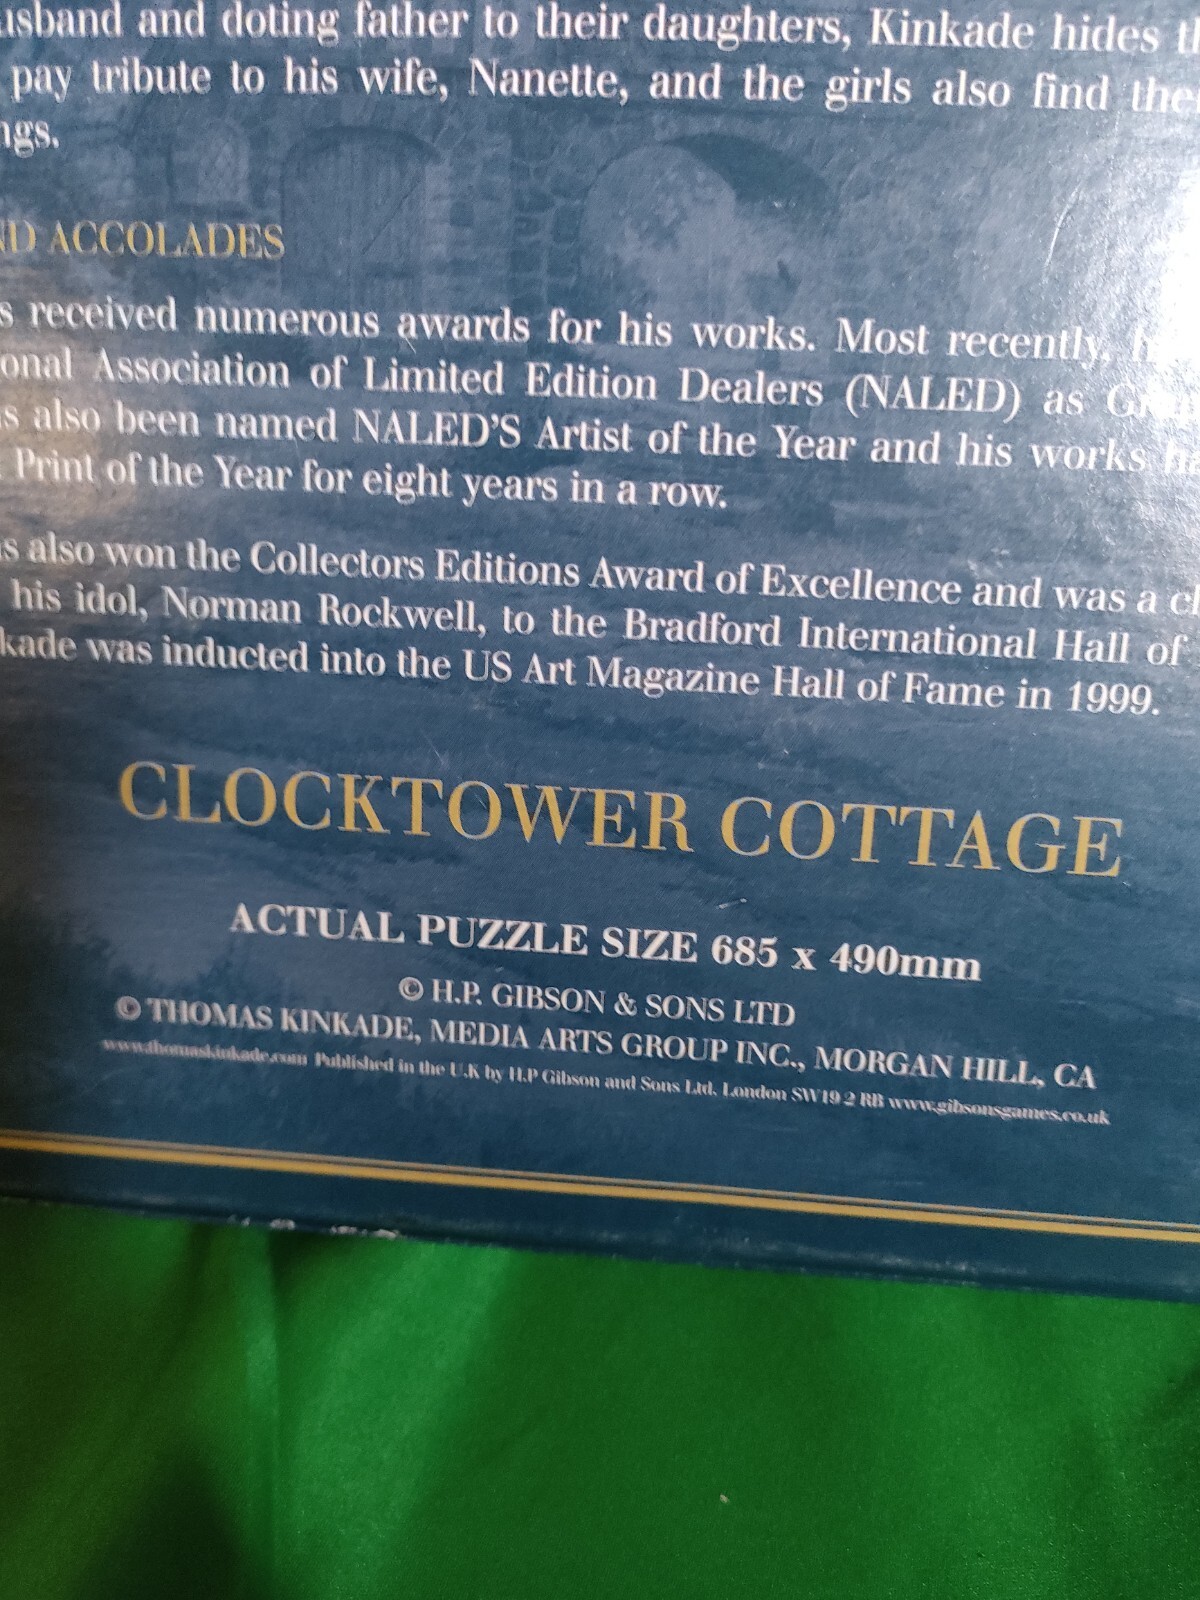 husband and doting father to their daughters, Kinkade hides
pay tribute to his wife, Nanette, and the girls also find
ngs.
ND ACCOLADES
s received numerous awards for his works. Most recently,
onal Association of Limited Edition Dealers (NALED) as
s also been named NALED'S Artist of the Year and his works
Print of the Year for eight years in a row.
s also won the Collectors Editions Award of Excellence and was a
his idol, Norman Rockwell, to the Bradford International Hall of
kade was inducted into the US Art Magazine Hall of Fame in 1999.
CLOCKTOWER COTTAGE
ACTUAL PUZZLE SIZE 685 x 490mm
© H.P. GIBSON & SONS LTD
© THOMAS KINKADE, MEDIA ARTS GROUP INC., MORGAN HILL, CA
www.thomaskinkade.com Published in the U.K by H.P Gibson and Sons Ltd, London SW19 2 RB www.gibsonsgames.co.uk